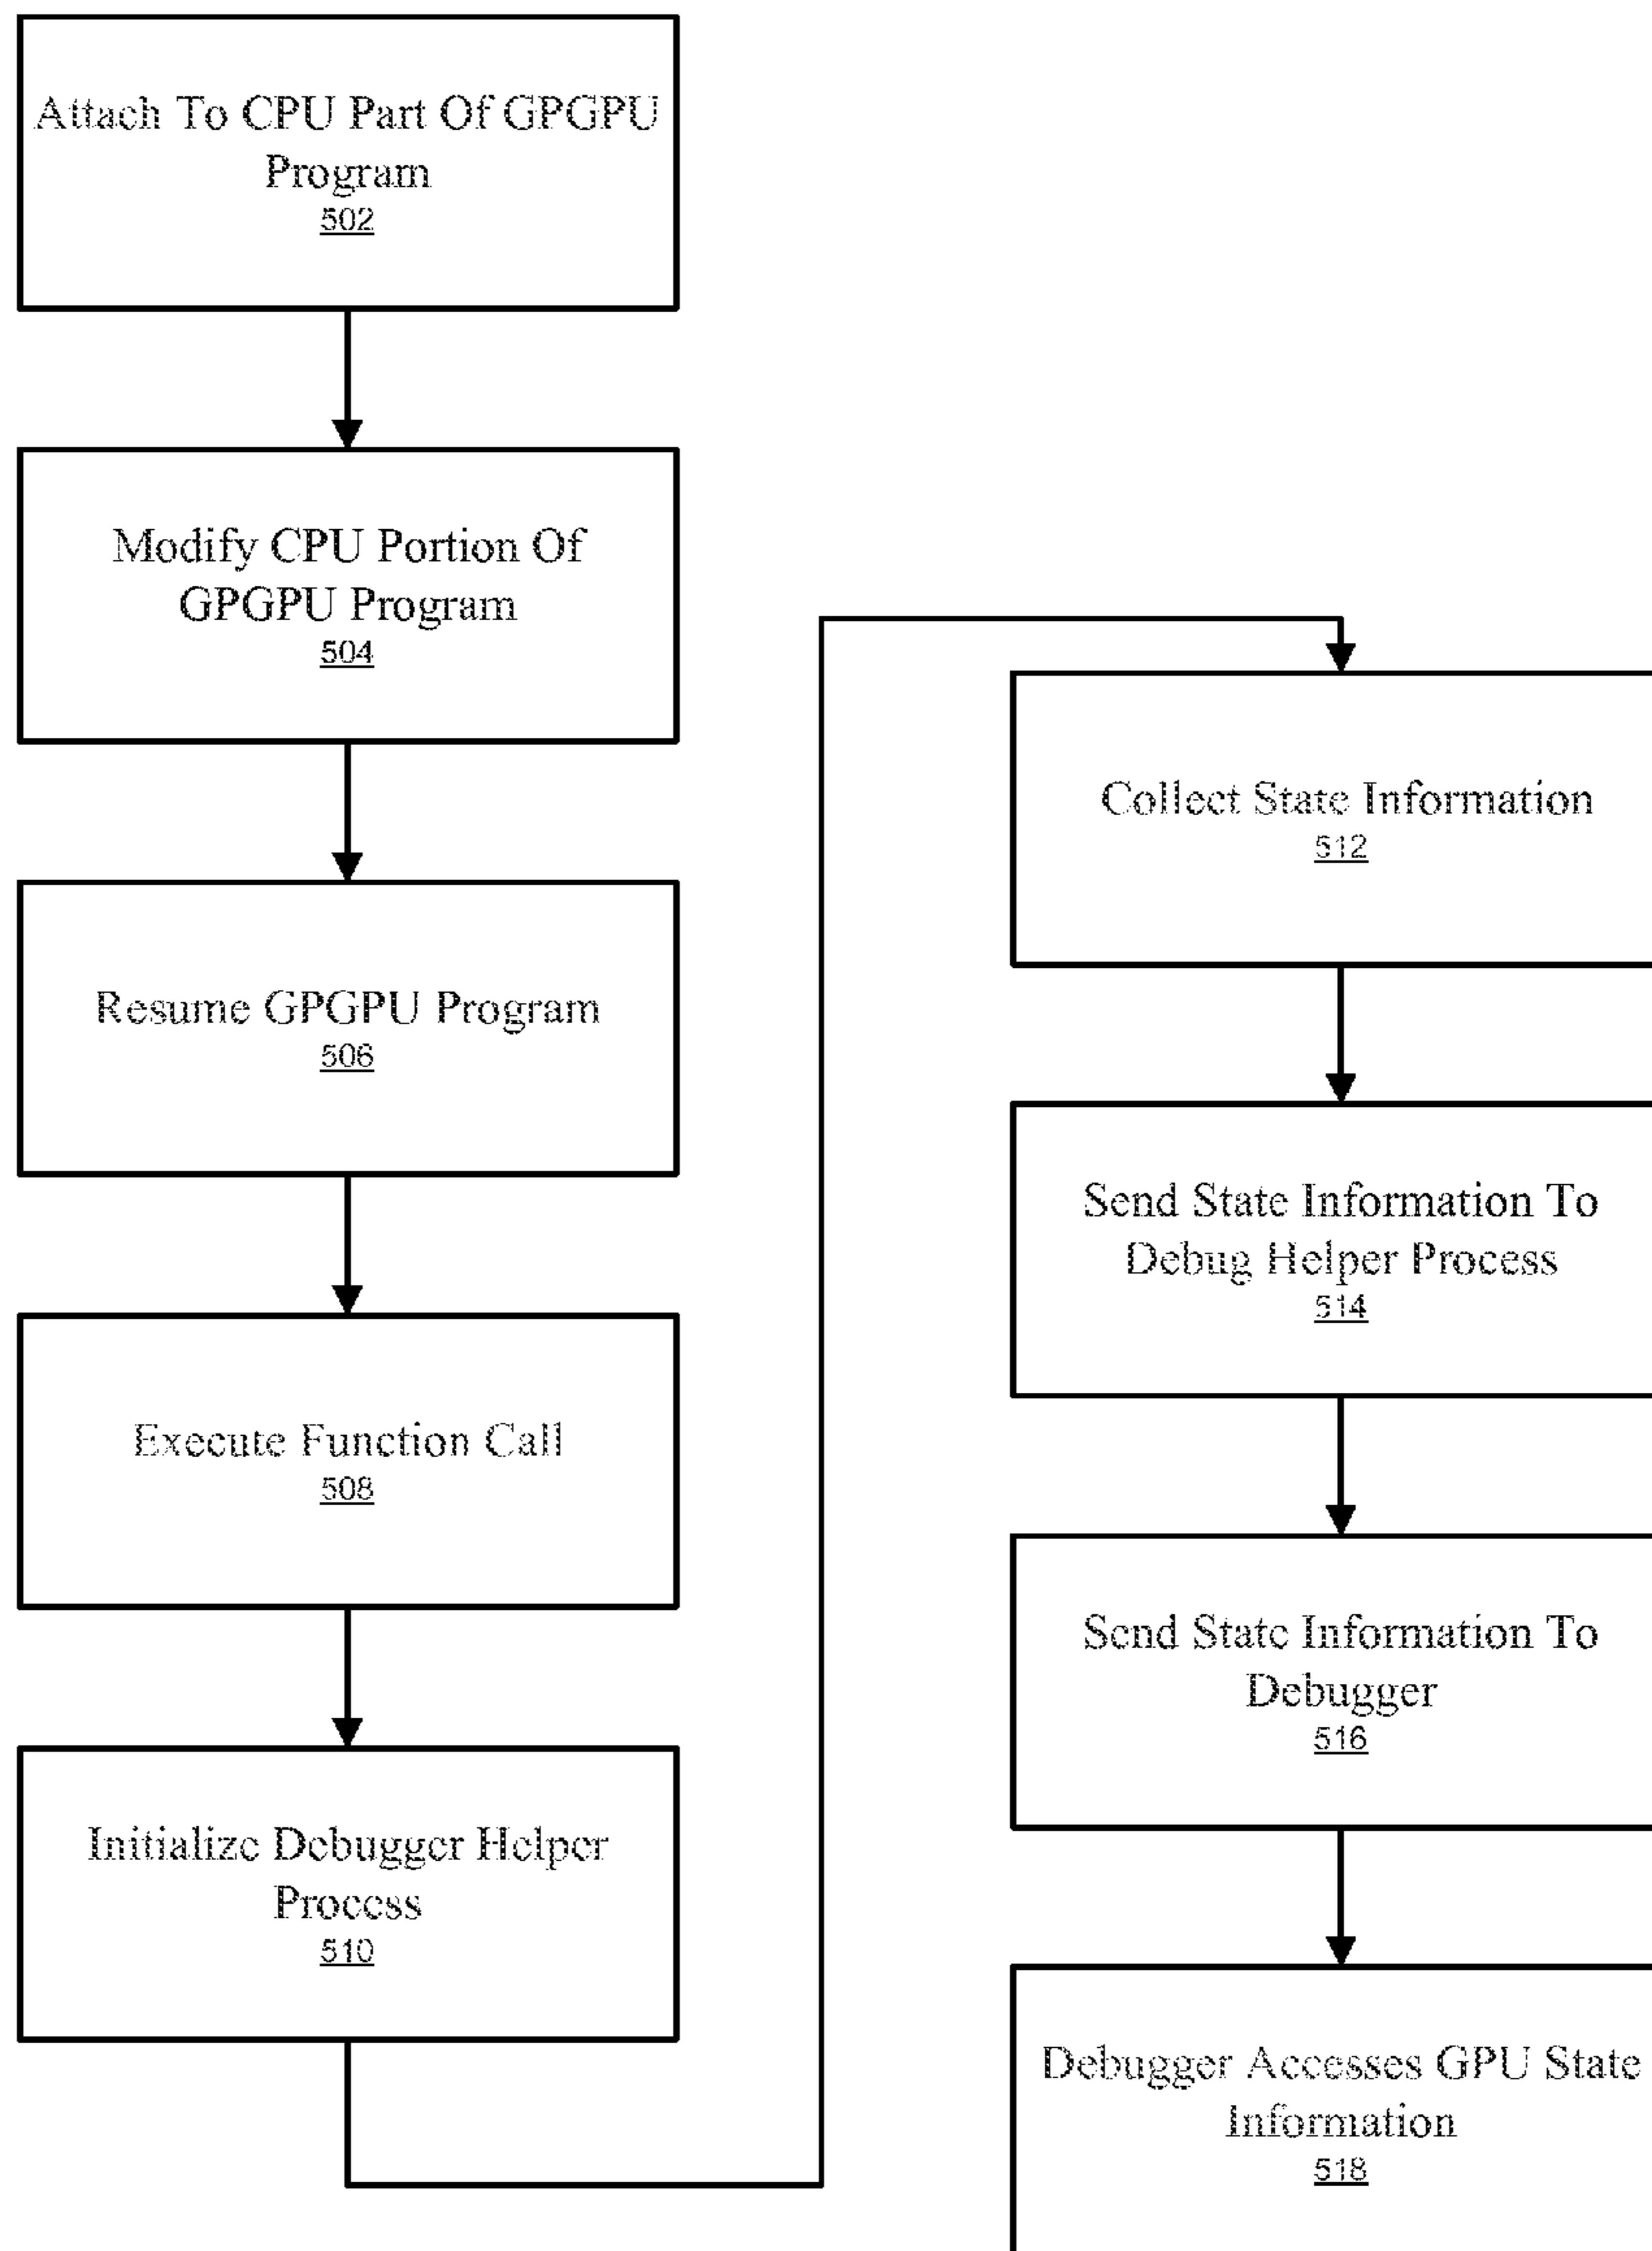 Attach To CPU Part Of GPGPU
Program
502
Modify CPU Portion Of
GPGPU Program
504
Resume GPGPU Program
506
Execute Function Call
508
Initialize Debugger Helper
Process
510
Collect State Information
512
Send State Information To
Debug Helper Process
514
Send State Information To
Debugger
516
Debugger Accesses GPU State
Information
518